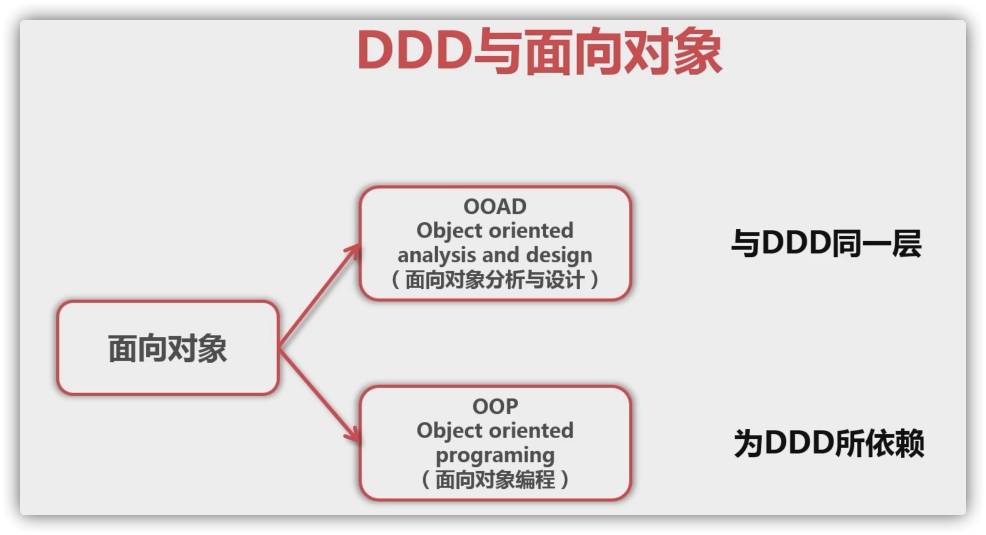 DDD与面向对象
OOAD
Object oriented
analysis and design
（面向对象分析与设计）
与DDD同一层
面向对象
OOP
Object oriented
programing
（面向对象编程）
为DDD所依赖